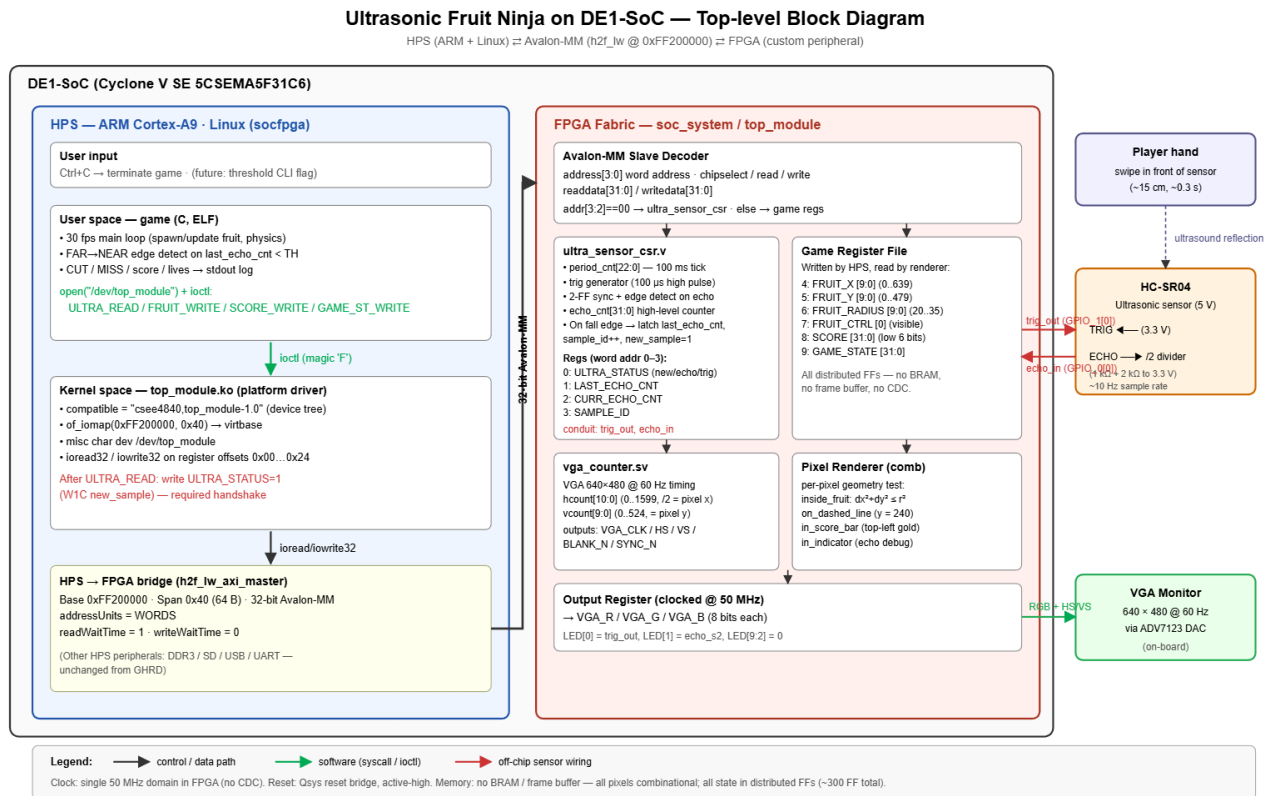 Ultrasonic Fruit Ninja on DE1-SoC — Top-level Block Diagram
HPS (ARM + Linux) ⇄ Avalon-MM (h2f_lw @ 0xFF200000) ⇄ FPGA (custom peripheral)
DE1-SoC (Cyclone V SE 5CSEMA5F31C6)
HPS — ARM Cortex-A9 · Linux (socfpga)
User input
Ctrl+C → terminate game · (future: threshold CLI flag)
User space — game (C, ELF)
• 30 fps main loop (spawn/update fruit, physics)
• FAR→NEAR edge detect on last_echo_cnt < TH
• CUT / MISS / score / lives → stdout log
open("/dev/top_module") + ioctl:
ULTRA_READ / FRUIT_WRITE / SCORE_WRITE / GAME_ST_WRITE
ioctl (magic 'F')
Kernel space — top_module.ko (platform driver)
• compatible = "csee4840,top_module-1.0" (device tree)
• of_iomap(0xFF200000, 0x40) → virtbase
• misc char dev /dev/top_module
• ioread32 / iowrite32 on register offsets 0x00…0x24
After ULTRA_READ: write ULTRA_STATUS=1
(W1C new_sample) — required handshake
ioread/iowrite32
HPS → FPGA bridge (h2f_lw_axi_master)
Base 0xFF200000 · Span 0x40 (64 B) · 32-bit Avalon-MM
addressUnits = WORDS
readWaitTime = 1 · writeWaitTime = 0
(Other HPS peripherals: DDR3 / SD / USB / UART —
unchanged from GHRD)
32-bit Avalon-MM
FPGA Fabric — soc_system / top_module
Avalon-MM Slave Decoder
address[3:0] word address · chipselect / read / write
readdata[31:0] / writedata[31:0]
addr[3:2]==00 → ultra_sensor_csr · else → game regs
ultra_sensor_csr.v
• period_cnt[22:0] — 100 ms tick
• trig generator (100 µs high pulse)
• 2-FF sync + edge detect on echo
• echo_cnt[31:0] high-level counter
• On fall edge → latch last_echo_cnt,
sample_id++, new_sample=1
Regs (word addr 0–3):
0: ULTRA_STATUS (new/echo/trig)
1: LAST_ECHO_CNT
2: CURR_ECHO_CNT
3: SAMPLE_ID
conduit: trig_out, echo_in
Game Register File
Written by HPS, read by renderer:
4: FRUIT_X [9:0] (0..639)
5: FRUIT_Y [9:0] (0..479)
6: FRUIT_RADIUS [9:0] (20..35)
7: FRUIT_CTRL [0] (visible)
8: SCORE [31:0] (low 6 bits)
9: GAME_STATE [31:0]
All distributed FFs — no BRAM,
no frame buffer, no CDC.
vga_counter.sv
VGA 640×480 @ 60 Hz timing
hcount[10:0] (0..1599, /2 = pixel x)
vcount[9:0] (0..524, = pixel y)
outputs: VGA_CLK / HS / VS /
BLANK_N / SYNC_N
Pixel Renderer (comb)
per-pixel geometry test:
inside_fruit: dx²+dy² ≤ r²
on_dashed_line (y = 240)
in_score_bar (top-left gold)
in_indicator (echo debug)
Output Register (clocked @ 50 MHz)
→ VGA_R / VGA_G / VGA_B (8 bits each)
LED[0] = trig_out, LED[1] = echo_s2, LED[9:2] = 0
Player hand
swipe in front of sensor
(~15 cm, ~0.3 s)
ultrasound reflection
HC-SR04
Ultrasonic sensor (5 V)
trig_out (GPIO_1[0])
TRIG ← (3.3 V)
ECHO → /2 divider
echo_in (GPIO_0[0])
(1 kΩ + 2 kΩ to 3.3 V)
~10 Hz sample rate
RGB + HS/VS
VGA Monitor
640 × 480 @ 60 Hz
via ADV7123 DAC
(on-board)
Legend:
control / data path
software (syscall / ioctl)
off-chip sensor wiring
Clock: single 50 MHz domain in FPGA (no CDC). Reset: Qsys reset bridge, active-high. Memory: no BRAM / frame buffer — all pixels combinational; all state in distributed FFs (~300 FF total).